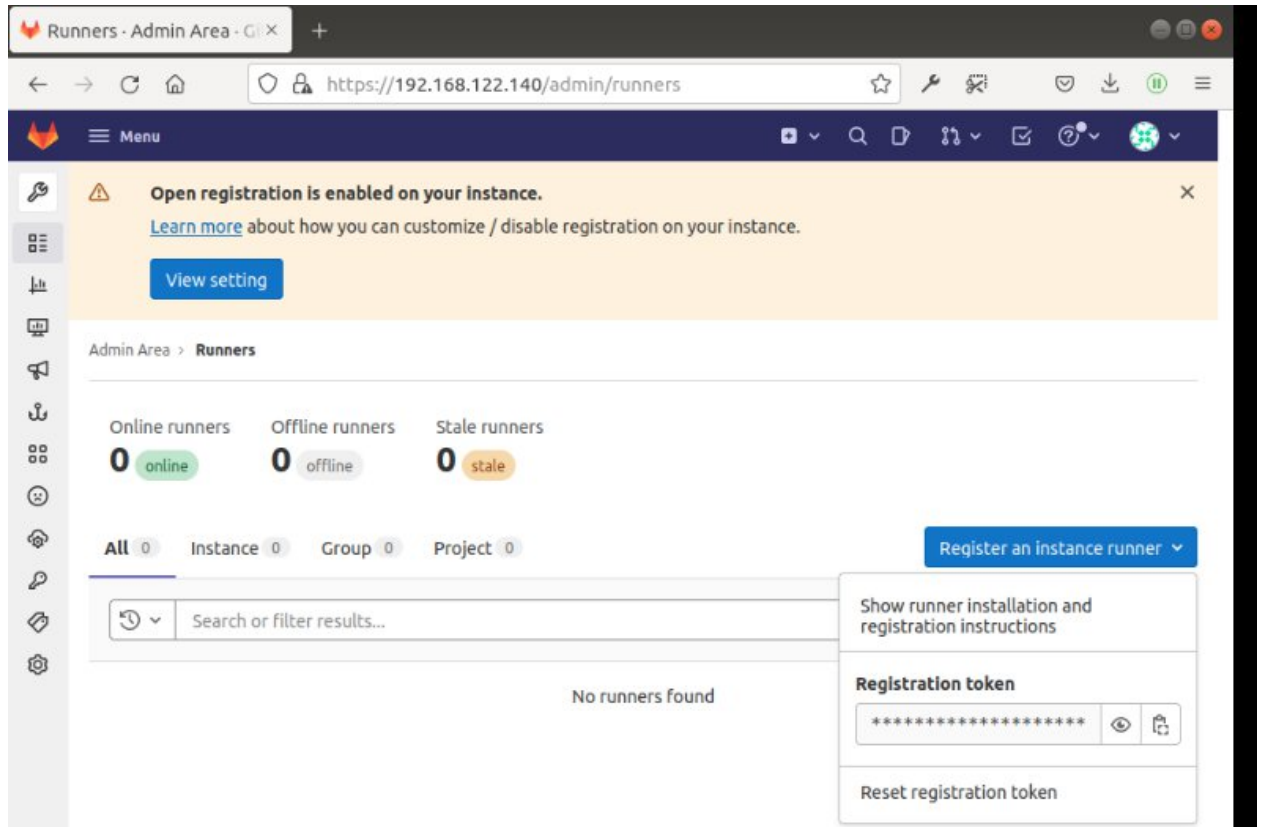 Runners · Admin Area · Gi
https://192.168.122.140/admin/runners
Menu
Open registration is enabled on your instance.
Learn more about how you can customize / disable registration on your instance.
View setting
Admin Area > Runners
Online runners Offline runners Stale runners
0 online 0 offline 0 stale
All 0 Instance 0 Group 0 Project 0
Register an instance runner
Search or filter results...
Show runner installation and
registration instructions
No runners found
Registration token
********************
Reset registration token